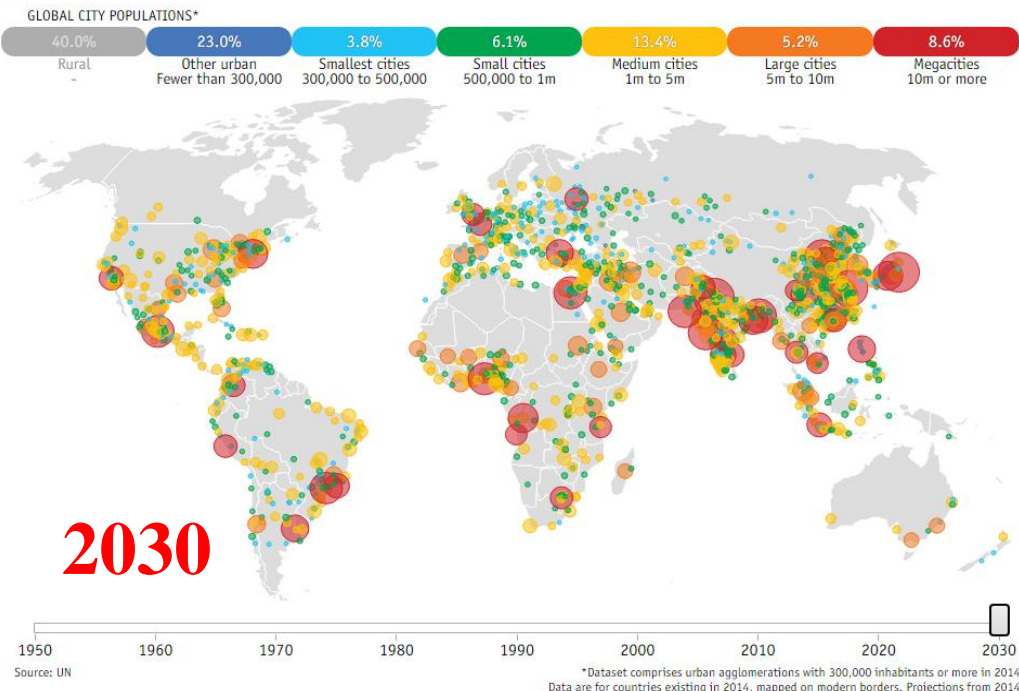 GLOBAL CITY POPULATIONS*
40.0% 23.0% 3.8% 6.1% 13.4% 5.2% 8.6%
Rural Other urban Smallest cities Small cities Medium cities Large cities Megacities
- Fewer than 300,000 300,000 to 500,000 500,000 to 1m 1m to 5m 5m to 10m 10m or more
2030
1950 1960 1970 1980 1990 2000 2010 2020 2030
Source: UN
*Dataset comprises urban agglomerations with 300,000 inhabitants or more in 2014
Data are for countries existing in 2014, mapped on modern borders. Projections from 2014